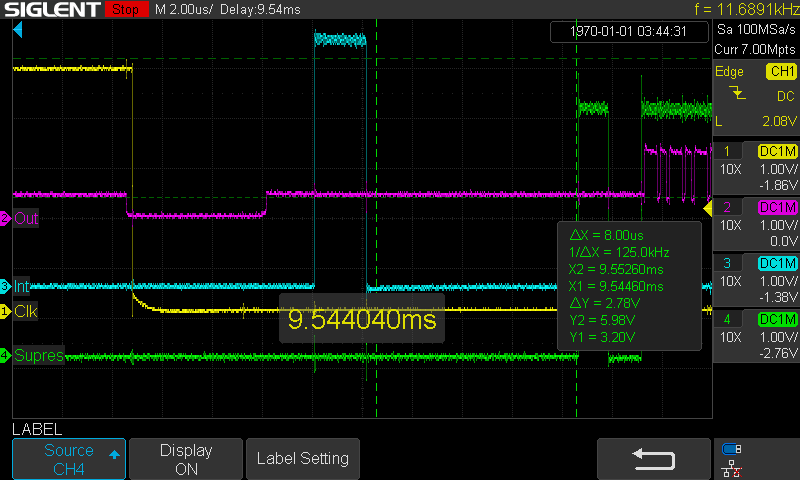 SIGLENT Stop M 2.00us/ Delay:9.54ms f = 11.6891kHz
1970-01-01 03:44:31
Sa 100MSa/s
Curr 7.00Mpts
Edge CH1
DC
L 2.08V
1 DC1M
10X 1.00V/
-1.86V
2 DC1M
10X 1.00V/
0.0V
3 DC1M
10X 1.00V/
-1.38V
4 DC1M
10X 1.00V/
-2.76V
2 Out
3 Int
1 Clk
4 Supres
9.544040ms
ΔX = 8.00us
1/ΔX = 125.0kHz
X2 = 9.55260ms
X1 = 9.54460ms
ΔY = 2.78V
Y2 = 5.98V
Y1 = 3.20V
LABEL
Source
CH4
Display
ON
Label Setting